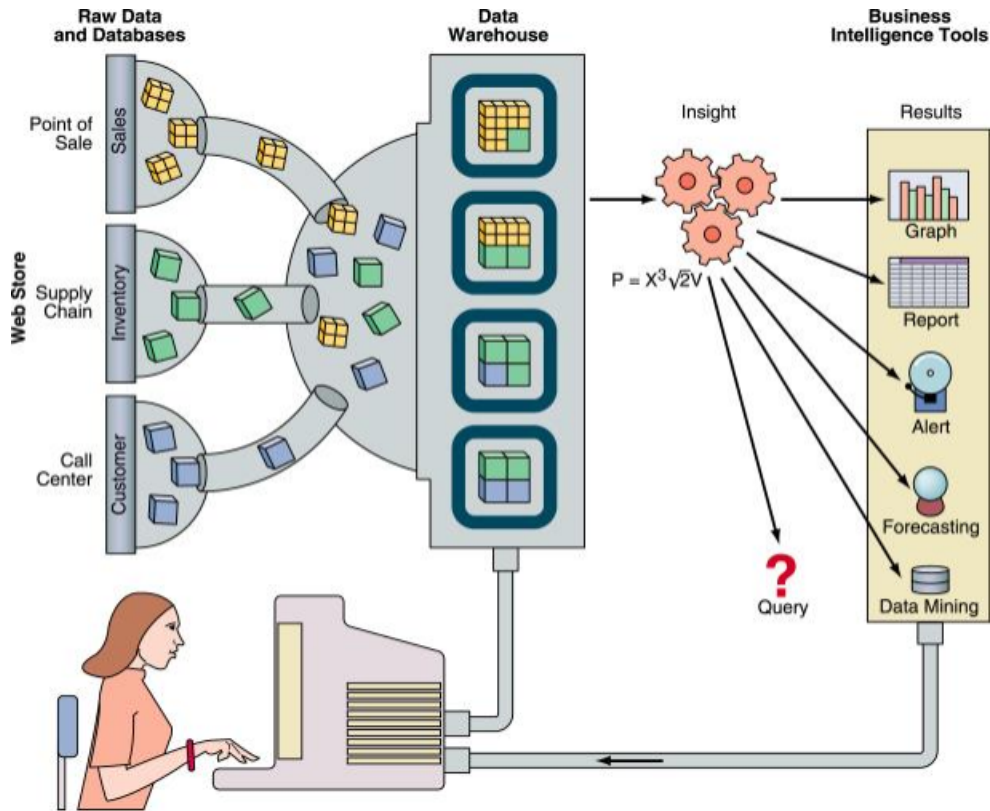 Raw Data
and Databases
Data
Warehouse
Business
Intelligence Tools
Web Store
Point of
Sale
Sales
Supply
Chain
Inventory
Call
Center
Customer
Insight
P = X³√2V
Results
Graph
Report
Alert
Forecasting
Data Mining
?
Query